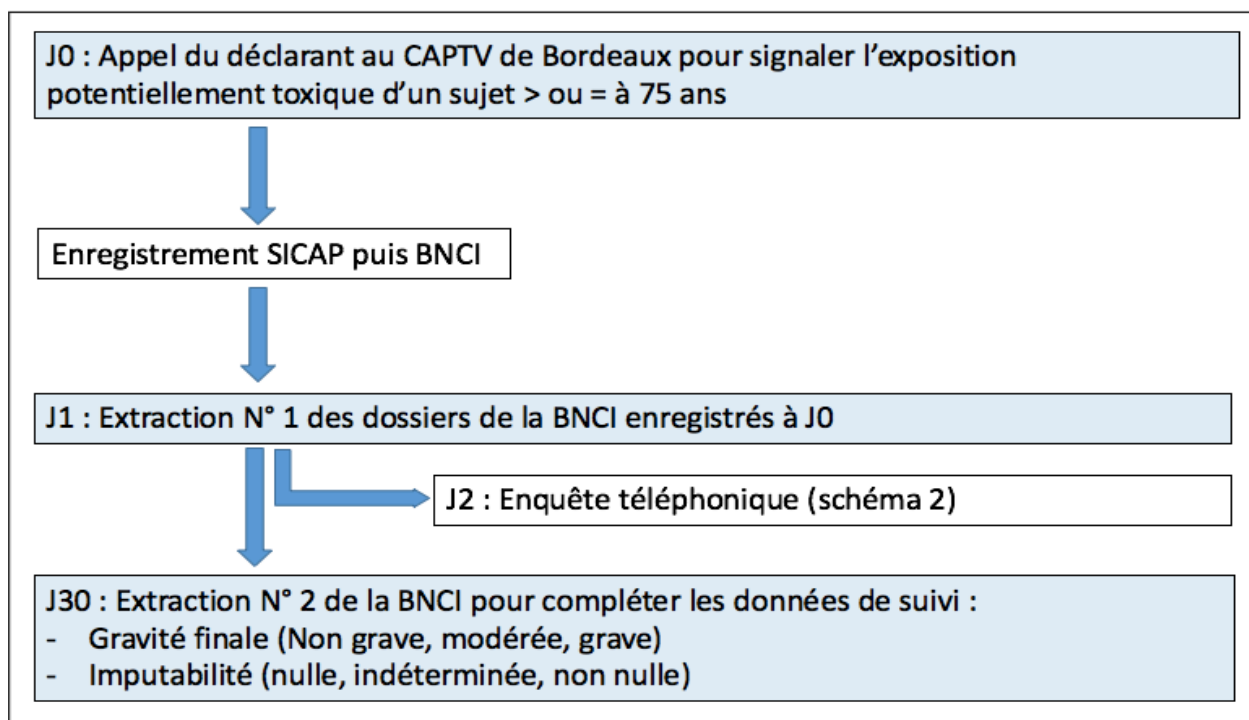 J0 : Appel du déclarant au CAPTV de Bordeaux pour signaler l’exposition
potentiellement toxique d’un sujet > ou = à 75 ans
Enregistrement SICAP puis BNCI
J1 : Extraction N° 1 des dossiers de la BNCI enregistrés à J0
J2 : Enquête téléphonique (schéma 2)
J30 : Extraction N° 2 de la BNCI pour compléter les données de suivi :
- Gravité finale (Non grave, modérée, grave)
- Imputabilité (nulle, indéterminée, non nulle)